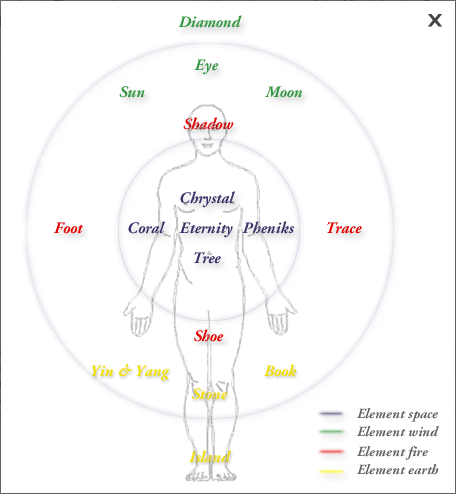 Diamond
X
Eye
Sun
Moon
Shadow
Chrystal
Foot
Coral
Eternity
Pheniks
Trace
Tree
Shoe
Yin & Yang
Book
Stone
Element space
Element wind
Element fire
Island
Element earth